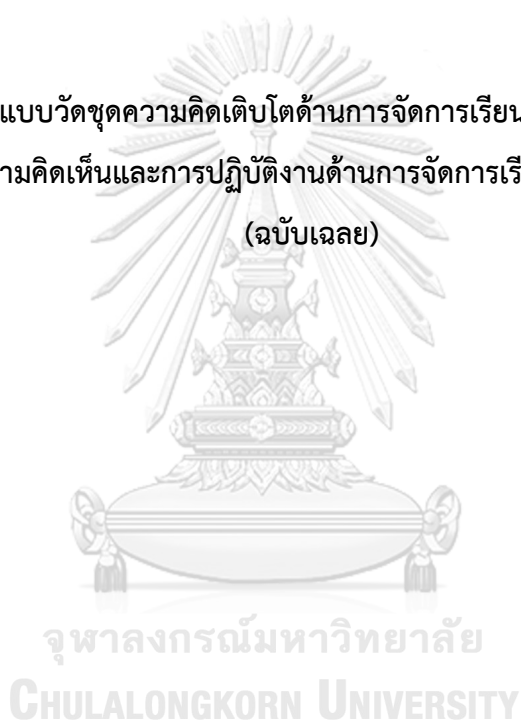 แบบวัดชุดความคิดเติบโตด้านการจัดการเรียน
ามคิดเห็นและการปฏิบัติงานด้านการจัดการเรี
(ฉบับเฉลย)
จุฬาลงกรณ์มหาวิทยาลัย
CHULALONGKORN UNIVERSITY